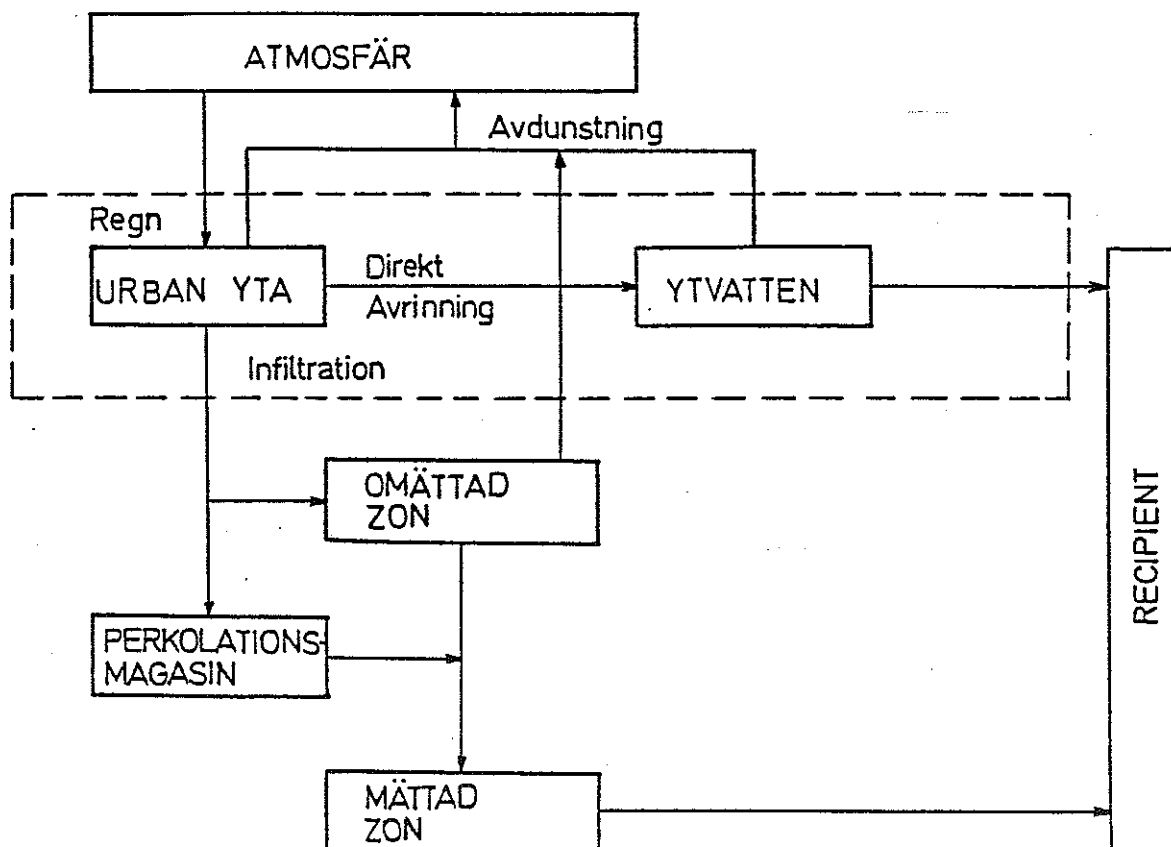 ATMOSFÄR
Avdunstning
Regn
URBAN YTA
Direkt
Avrinning
YTVATTEN
Infiltration
OMÄTTAD
ZON
PERKOLATIONS-
MAGASIN
MÄTTAD
ZON
RECIPIENT